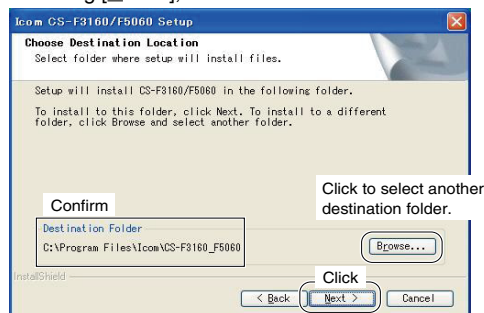 Icom CS-F3160/F5060 Setup
Choose Destination Location
Select folder where setup will install files.
Setup will install CS-F3160/F5060 in the following folder.
To install to this folder, click Next. To install to a different
folder, click Browse and select another folder.
Click to select another
destination folder.
Confirm
Destination Folder
C:\Program Files\Icom\CS-F3160_F5060
Browse...
InstallShield
Click
< Back
Next >
Cancel